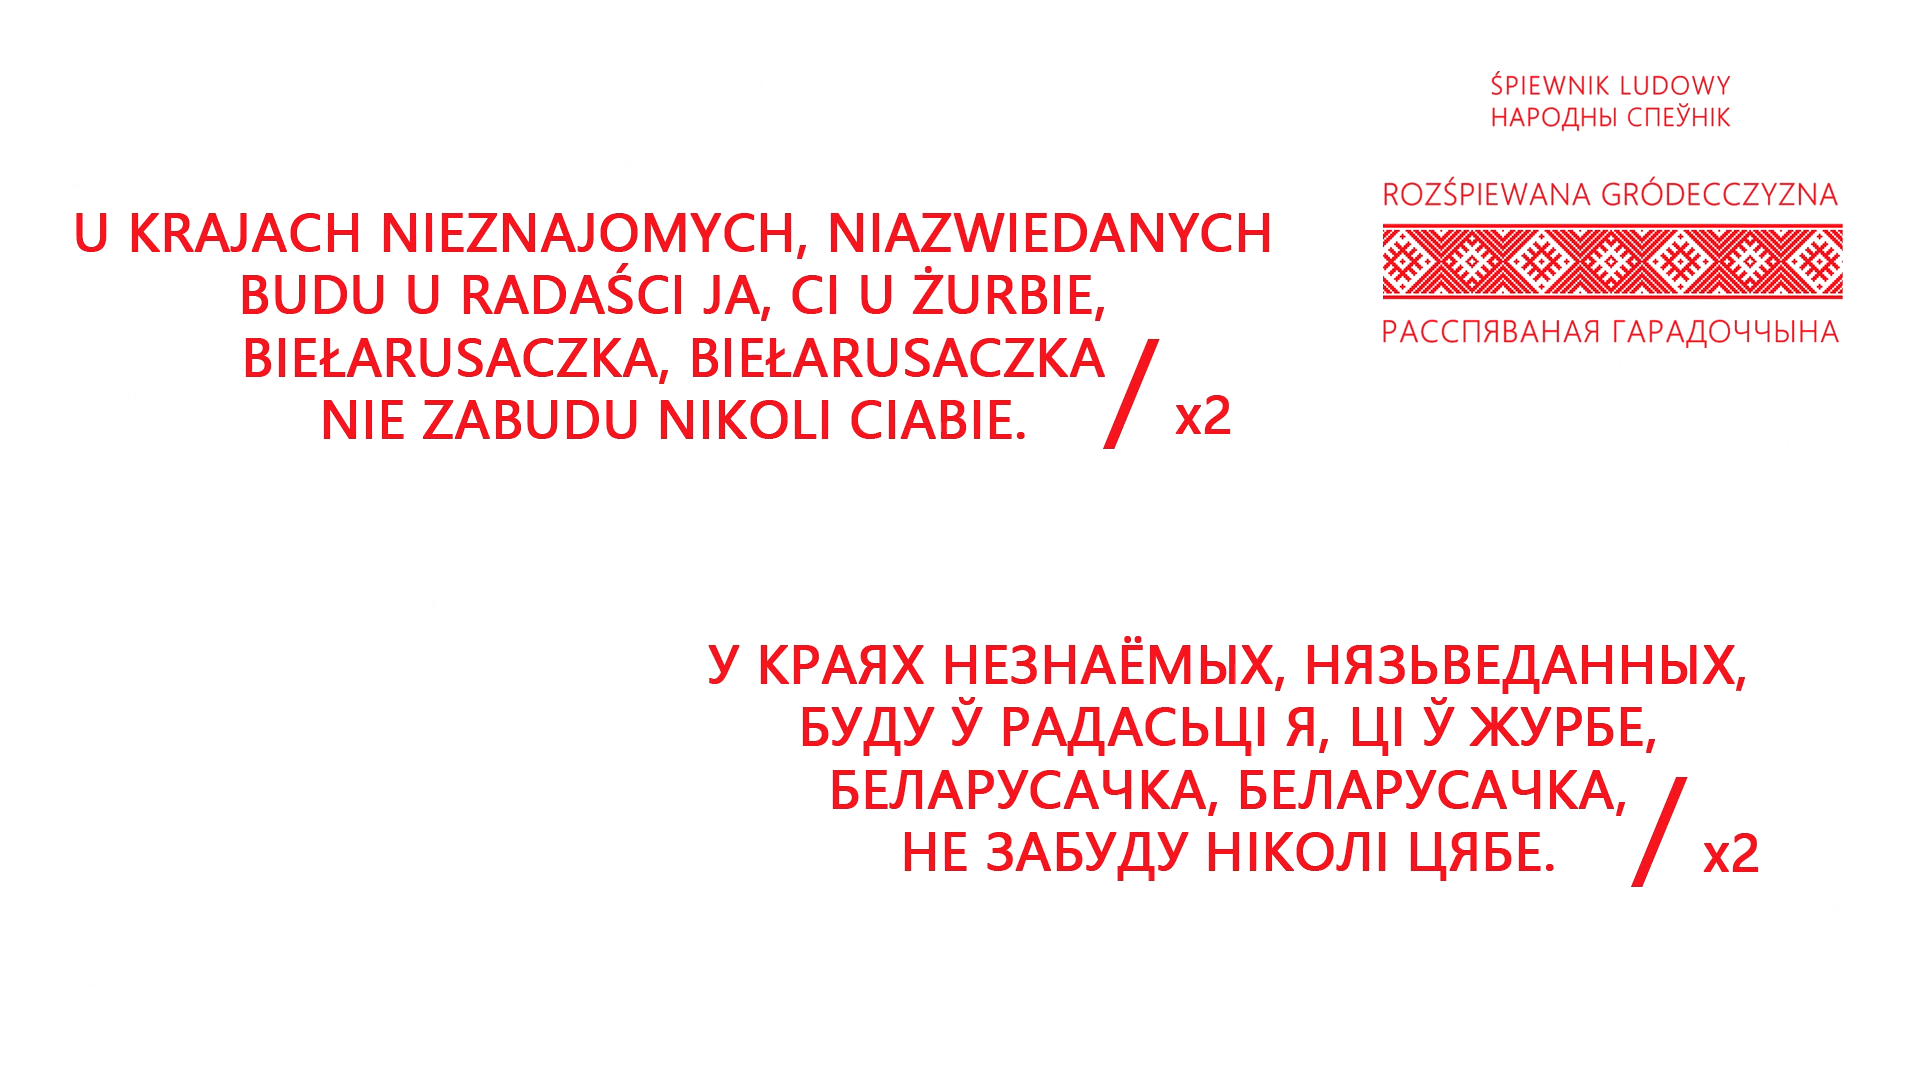 ŚPIEWNIK LUDOWY
НАРОДНЫ СПЕЎНІК
ROZŚPIEWANA GRÓDECCZYZNA
РАССПЯВАНАЯ ГАРАДОЧЧЫНА
U KRAJACH NIEZNAJOMYCH, NIAZWIEDANYCH
BUDU U RADAŚCI JA, CI U ŻURBIE,
BIEŁARUSACZKA, BIEŁARUSACZKA
NIE ZABUDU NIKOLI CIABIE. / x2
У КРАЯХ НЕЗНАЁМЫХ, НЯЗЬВЕДАННЫХ,
БУДУ Ў РАДАСЬЦІ Я, ЦІ Ў ЖУРБЕ,
БЕЛАРУСАЧКА, БЕЛАРУСАЧКА,
НЕ ЗАБУДУ НІКОЛІ ЦЯБЕ. / x2